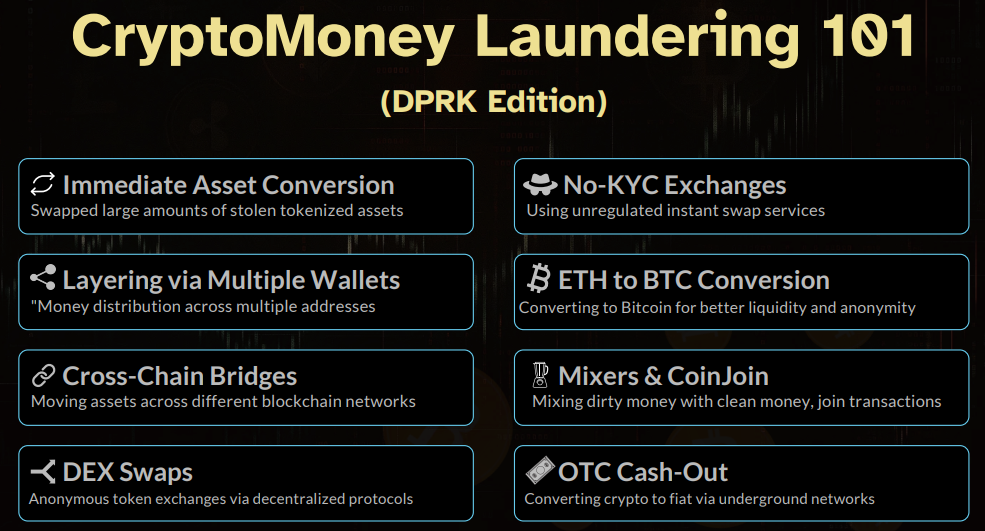 CryptoMoney Laundering 101
(DPRK Edition)
Immediate Asset Conversion
Swapped large amounts of stolen tokenized assets
Layering via Multiple Wallets
"Money distribution across multiple addresses
Cross-Chain Bridges
Moving assets across different blockchain networks
DEX Swaps
Anonymous token exchanges via decentralized protocols
No-KYC Exchanges
Using unregulated instant swap services
ETH to BTC Conversion
Converting to Bitcoin for better liquidity and anonymity
Mixers & CoinJoin
Mixing dirty money with clean money, join transactions
OTC Cash-Out
Converting crypto to fiat via underground networks